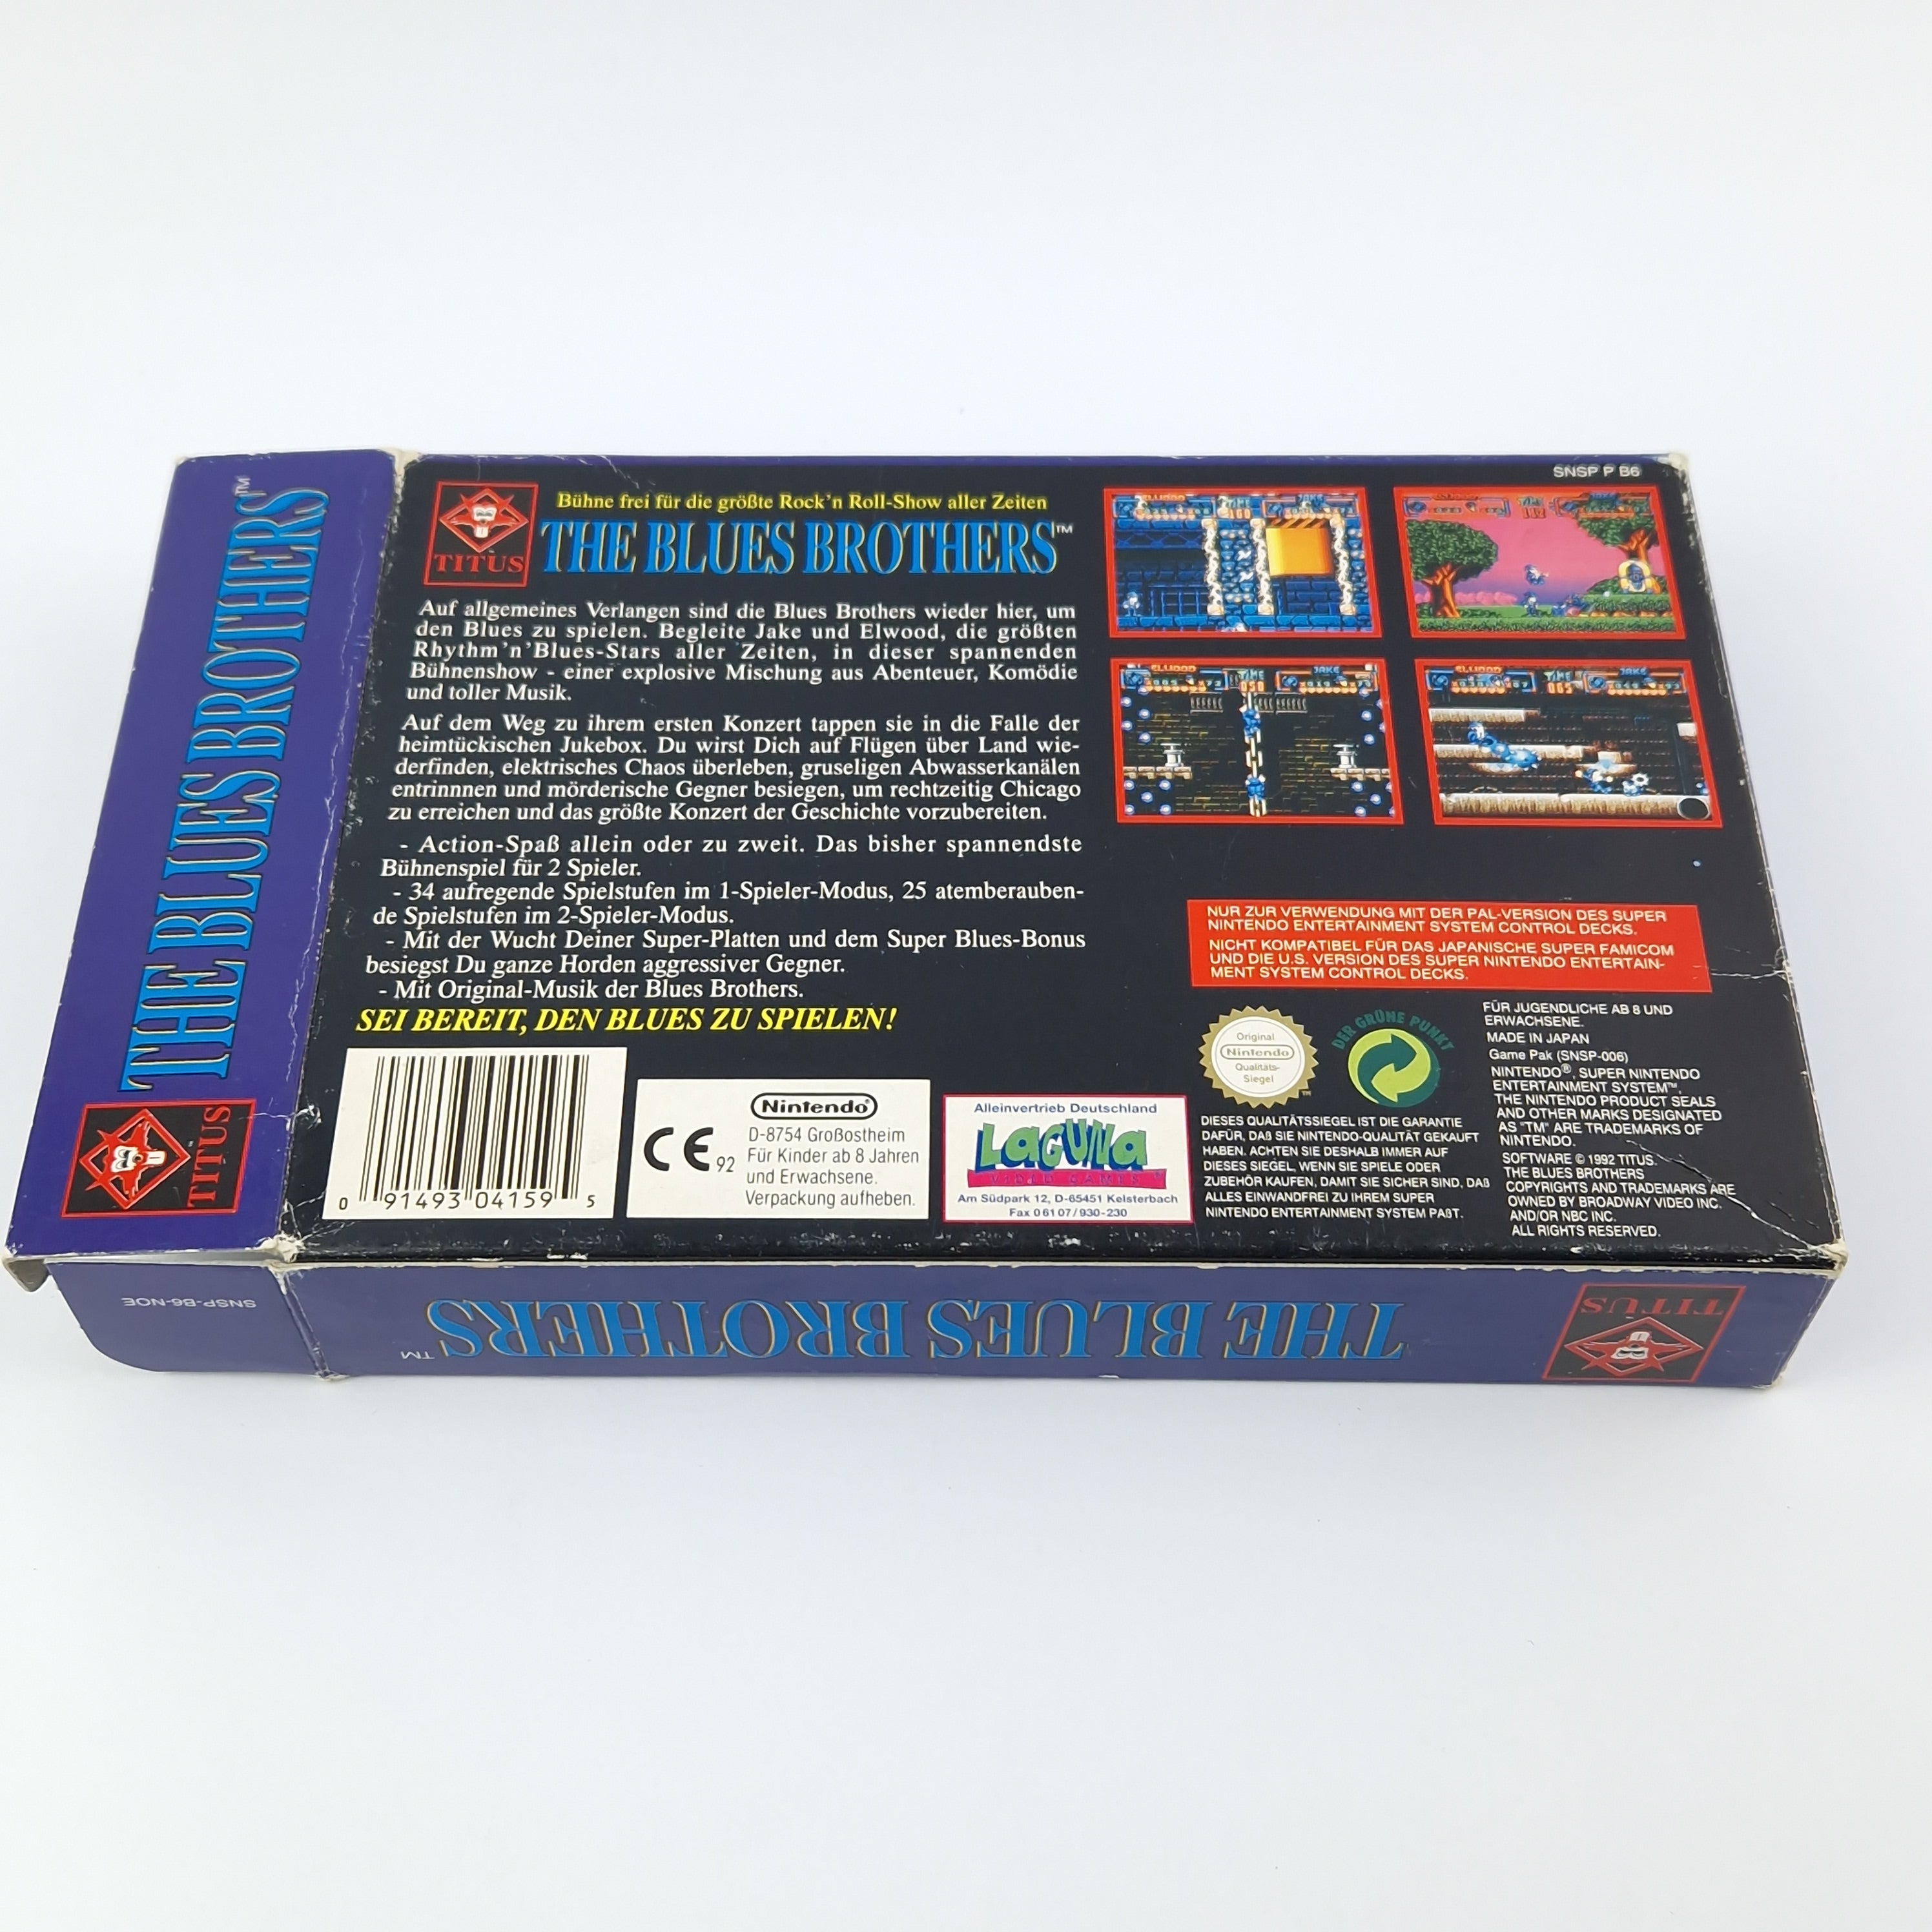 THE BLUES BROTHERS™
TITUS
SNSP P B6
TITUS
Bühne frei für die größte Rock'n Roll-Show aller Zeiten
THE BLUES BROTHERS™
Auf allgemeines Verlangen sind die Blues Brothers wieder hier, um
den Blues zu spielen. Begleite Jake und Elwood, die größten
Rhythm'n'Blues-Stars aller Zeiten, in dieser spannenden
Bühnenshow - einer explosive Mischung aus Abenteuer, Komödie
und toller Musik.
Auf dem Weg zu ihrem ersten Konzert tappen sie in die Falle der
heimtückischen Jukebox. Du wirst Dich auf Flügen über Land wie-
derfinden, elektrisches Chaos überleben, gruseligen Abwasserkanälen
entrinnnen und mörderische Gegner besiegen, um rechtzeitig Chicago
zu erreichen und das größte Konzert der Geschichte vorzubereiten.
- Action-Spaß allein oder zu zweit. Das bisher spannendste
Bühnenspiel für 2 Spieler.
- 34 aufregende Spielstufen im 1-Spieler-Modus, 25 atemberauben-
de Spielstufen im 2-Spieler-Modus.
- Mit der Wucht Deiner Super-Platten und dem Super Blues-Bonus
besiegst Du ganze Horden aggressiver Gegner.
- Mit Original-Musik der Blues Brothers.
SEI BEREIT, DEN BLUES ZU SPIELEN!
0 91493 04159 5
CE 92
Nintendo®
D-8754 Großostheim
Für Kinder ab 8 Jahren
und Erwachsene.
Verpackung aufheben.
Alleinvertrieb Deutschland
LaGUNa
VIDEO GAMES
Am Südpark 12, D-65451 Kelsterbach
Fax 0 61 07 / 930-230
NUR ZUR VERWENDUNG MIT DER PAL-VERSION DES SUPER
NINTENDO ENTERTAINMENT SYSTEM CONTROL DECKS.
NICHT KOMPATIBEL FÜR DAS JAPANISCHE SUPER FAMICOM
UND DIE U.S. VERSION DES SUPER NINTENDO ENTERTAIN-
MENT SYSTEM CONTROL DECKS.
Original
Nintendo
Qualitäts-
Siegel
™
DER GRÜNE PUNKT
DIESES QUALITÄTSSIEGEL IST DIE GARANTIE
DAFÜR, DAß SIE NINTENDO-QUALITÄT GEKAUFT
HABEN. ACHTEN SIE DESHALB IMMER AUF
DIESES SIEGEL, WENN SIE SPIELE ODER
ZUBEHÖR KAUFEN, DAMIT SIE SICHER SIND, DAß
ALLES EINWANDFREI ZU IHREM SUPER
NINTENDO ENTERTAINMENT SYSTEM PAßT.
FÜR JUGENDLICHE AB 8 UND
ERWACHSENE.
MADE IN JAPAN
Game Pak (SNSP-006)
NINTENDO®, SUPER NINTENDO
ENTERTAINMENT SYSTEM™,
THE NINTENDO PRODUCT SEALS
AND OTHER MARKS DESIGNATED
AS "TM" ARE TRADEMARKS OF
NINTENDO.
SOFTWARE © 1992 TITUS.
THE BLUES BROTHERS
COPYRIGHTS AND TRADEMARKS ARE
OWNED BY BROADWAY VIDEO INC.
AND/OR NBC INC.
ALL RIGHTS RESERVED.
SNSP-B6-NOE
THE BLUES BROTHERS™
TITUS